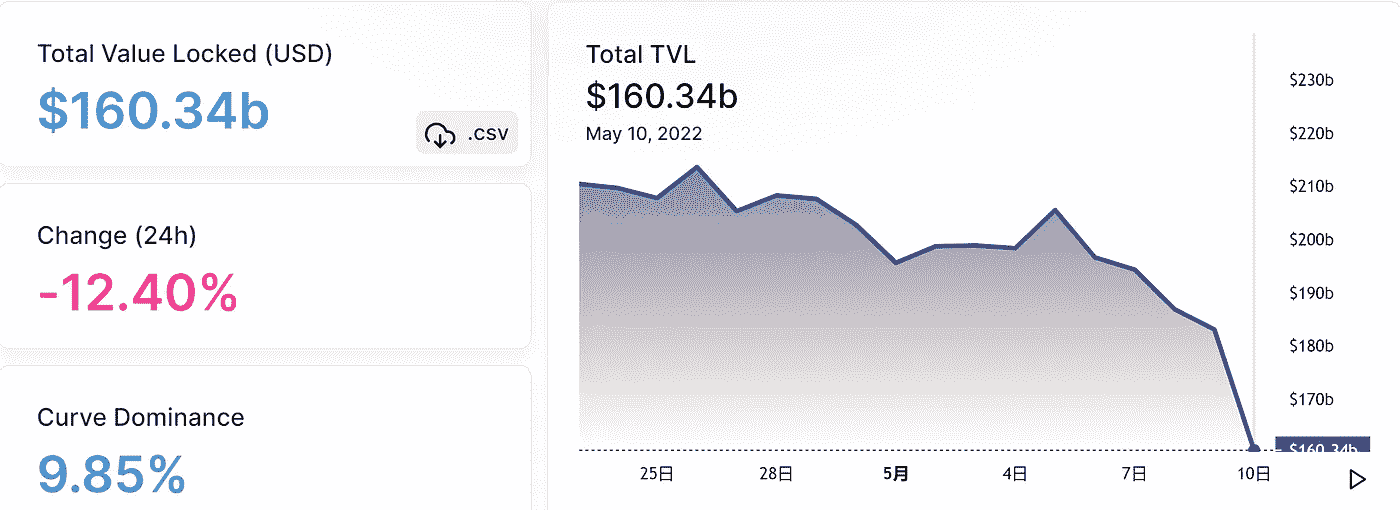 Total Value Locked (USD)
$160.34b
.csv
Change (24h)
-12.40%
Curve Dominance
9.85%
Total TVL
$160.34b
May 10, 2022
$230b
$220b
$210b
$200b
$190b
$180b
$170b
$160.34b
25日 28日 5月 4日 7日 10日